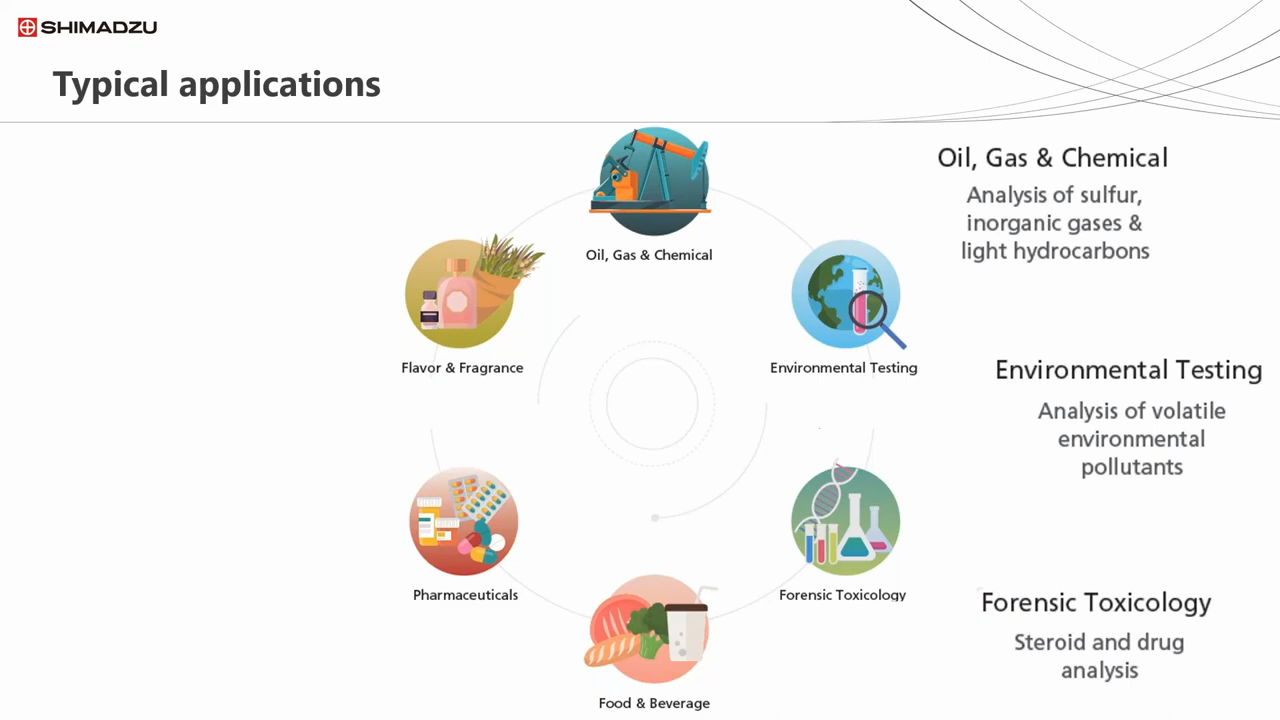 SHIMADZU
Typical applications
Oil, Gas & Chemical
Flavor & Fragrance
Environmental Testing
Pharmaceuticals
Forensic Toxicology
Food & Beverage
Oil, Gas & Chemical
Analysis of sulfur,
inorganic gases &
light hydrocarbons
Environmental Testing
Analysis of volatile
environmental
pollutants
Forensic Toxicology
Steroid and drug
analysis